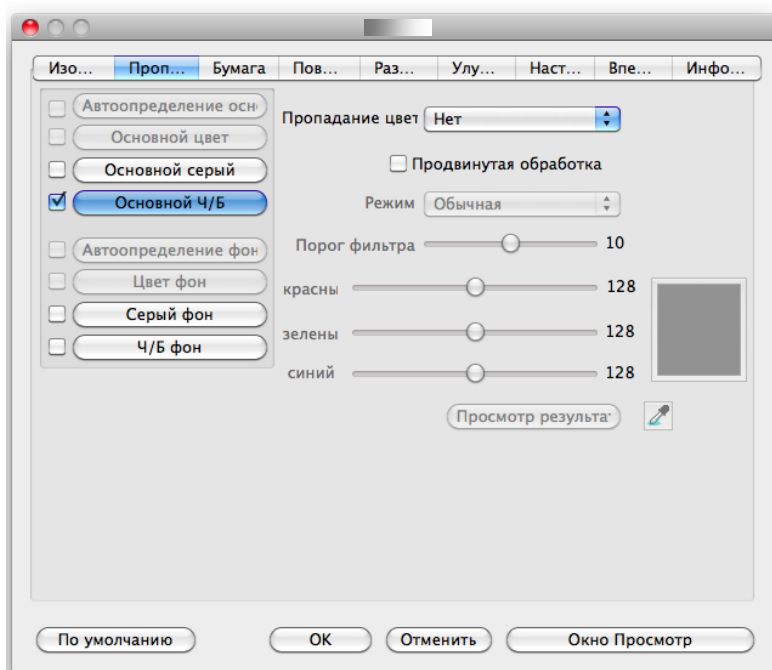 Изо... Проп... Бумага Пов... Раз... Улу... Наст... Впе... Инфо...
Автоопределение осн
Основной цвет
Основной серый
Основной Ч/Б
Автоопределение фон
Цвет фон
Серый фон
Ч/Б фон
Пропадание цвет Нет
Продвинутая обработка
Режим Обычная
Порог фильтра 10
красны 128
зелены 128
синий 128
Просмотр результа
По умолчанию OK Отменить Окно Просмотр